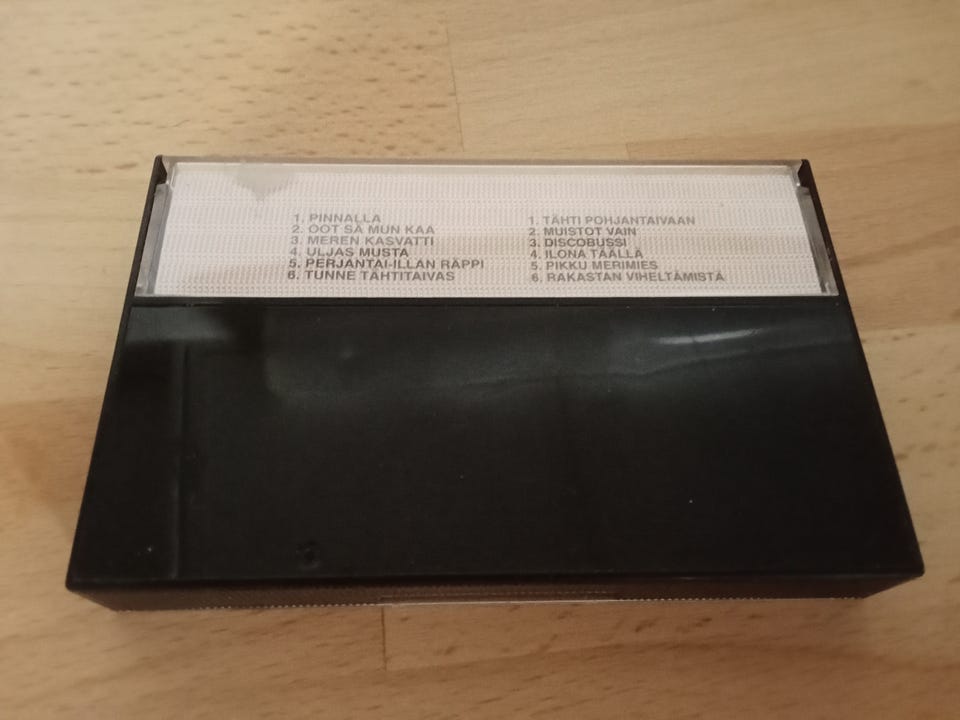 1. PINNALLA
2. OOT SÄ MUN KAA
3. MEREN KASVATTI
4. ULJAS MUSTA
5. PERJANTAI-ILLAN RÄPPI
6. TUNNE TÄHTITAIVAS
1. TÄHTI POHJANTAIVAAN
2. MUISTOT VAIN
3. DISCOBUSSI
4. ILONA TÄÄLLÄ
5. PIKKU MERIMIES
6. RAKASTAN VIHELTÄMISTÄ